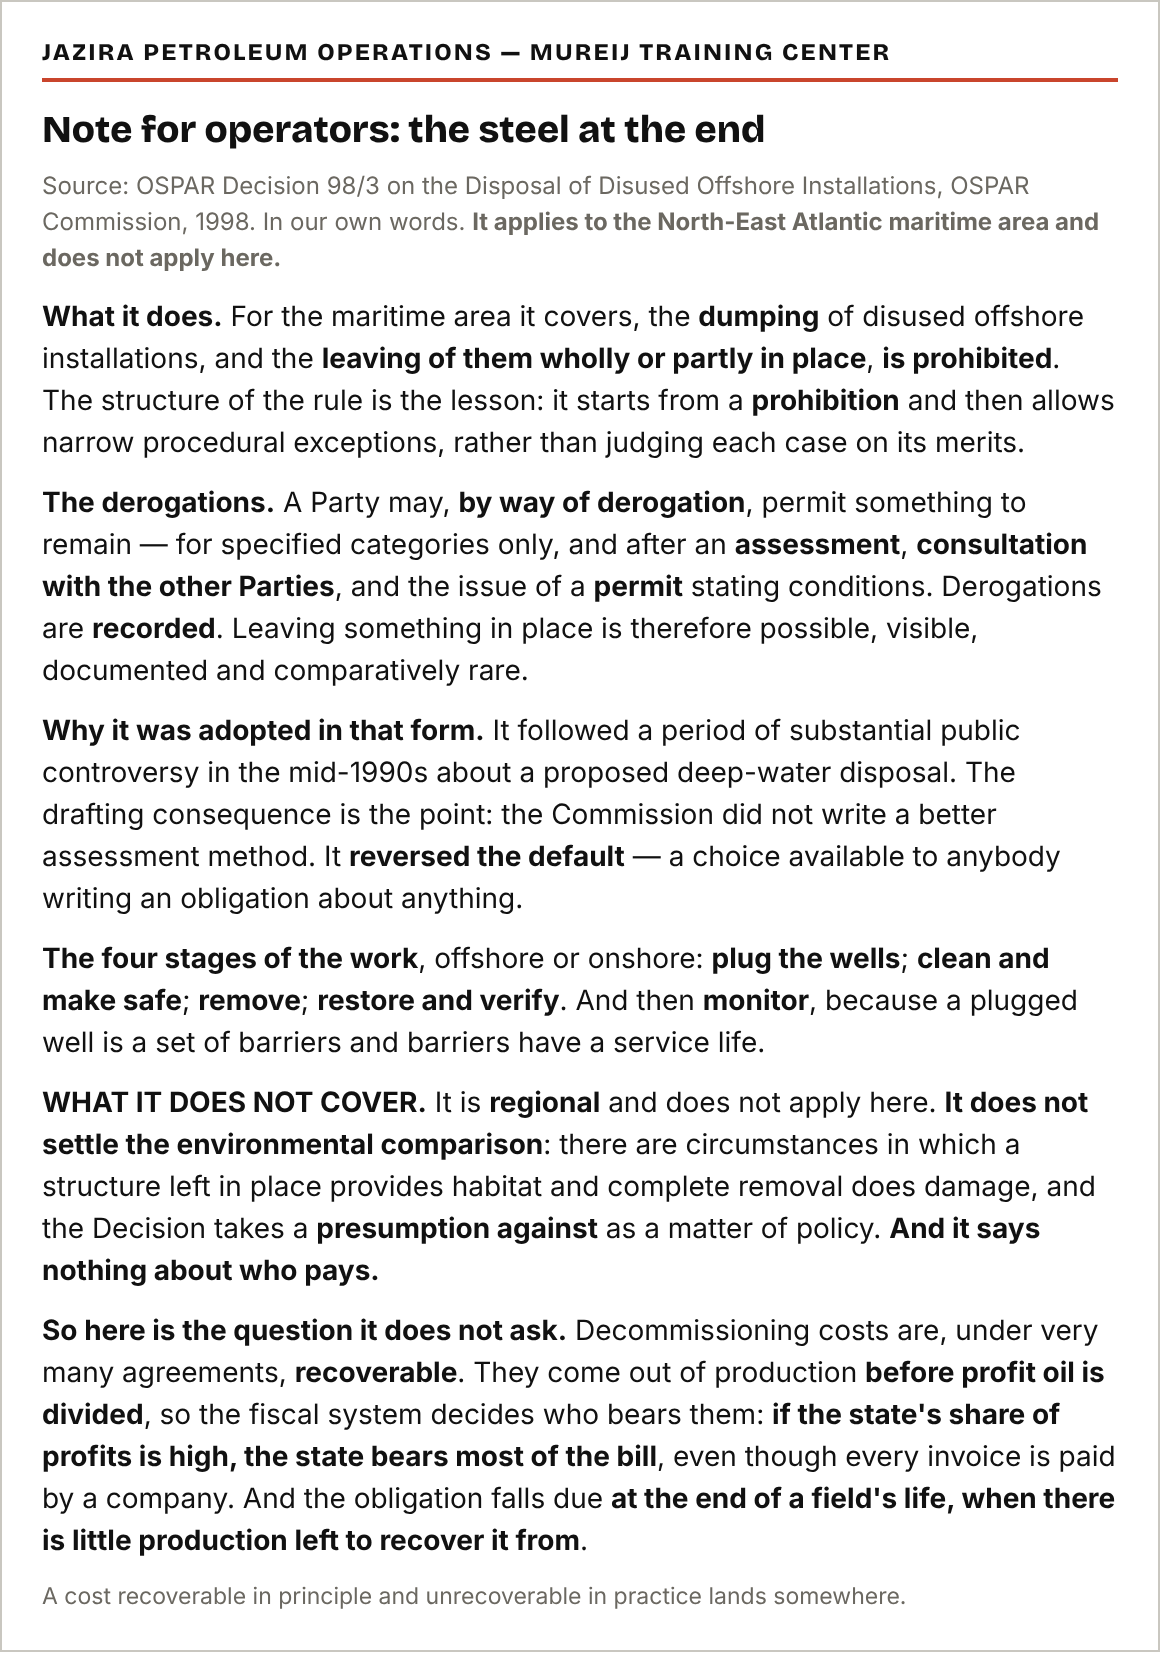 JAZIRA PETROLEUM OPERATIONS — MUREIJ TRAINING CENTER
Note for operators: the steel at the end
Source: OSPAR Decision 98/3 on the Disposal of Disused Offshore Installations, OSPAR
Commission, 1998. In our own words. It applies to the North-East Atlantic maritime area and
does not apply here.
What it does. For the maritime area it covers, the dumping of disused offshore
installations, and the leaving of them wholly or partly in place, is prohibited.
The structure of the rule is the lesson: it starts from a prohibition and then allows
narrow procedural exceptions, rather than judging each case on its merits.
The derogations. A Party may, by way of derogation, permit something to
remain — for specified categories only, and after an assessment, consultation
with the other Parties, and the issue of a permit stating conditions. Derogations
are recorded. Leaving something in place is therefore possible, visible,
documented and comparatively rare.
Why it was adopted in that form. It followed a period of substantial public
controversy in the mid-1990s about a proposed deep-water disposal. The
drafting consequence is the point: the Commission did not write a better
assessment method. It reversed the default — a choice available to anybody
writing an obligation about anything.
The four stages of the work, offshore or onshore: plug the wells; clean and
make safe; remove; restore and verify. And then monitor, because a plugged
well is a set of barriers and barriers have a service life.
WHAT IT DOES NOT COVER. It is regional and does not apply here. It does not
settle the environmental comparison: there are circumstances in which a
structure left in place provides habitat and complete removal does damage, and
the Decision takes a presumption against as a matter of policy. And it says
nothing about who pays.
So here is the question it does not ask. Decommissioning costs are, under very
many agreements, recoverable. They come out of production before profit oil is
divided, so the fiscal system decides who bears them: if the state's share of
profits is high, the state bears most of the bill, even though every invoice is paid
by a company. And the obligation falls due at the end of a field's life, when there
is little production left to recover it from.
A cost recoverable in principle and unrecoverable in practice lands somewhere.